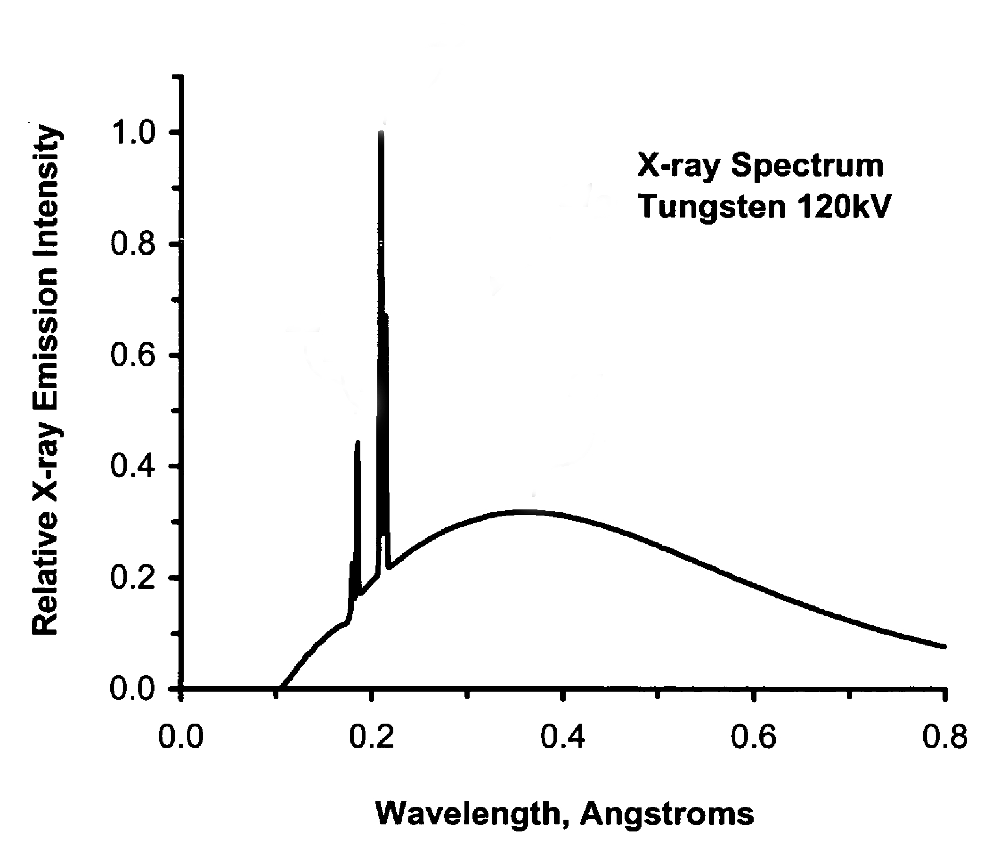 Relative X-ray Emission Intensity
1.0
0.8
0.6
0.4
0.2
0.0
X-ray Spectrum
Tungsten 120kV
0.0 0.2 0.4 0.6 0.8
Wavelength, Angstroms